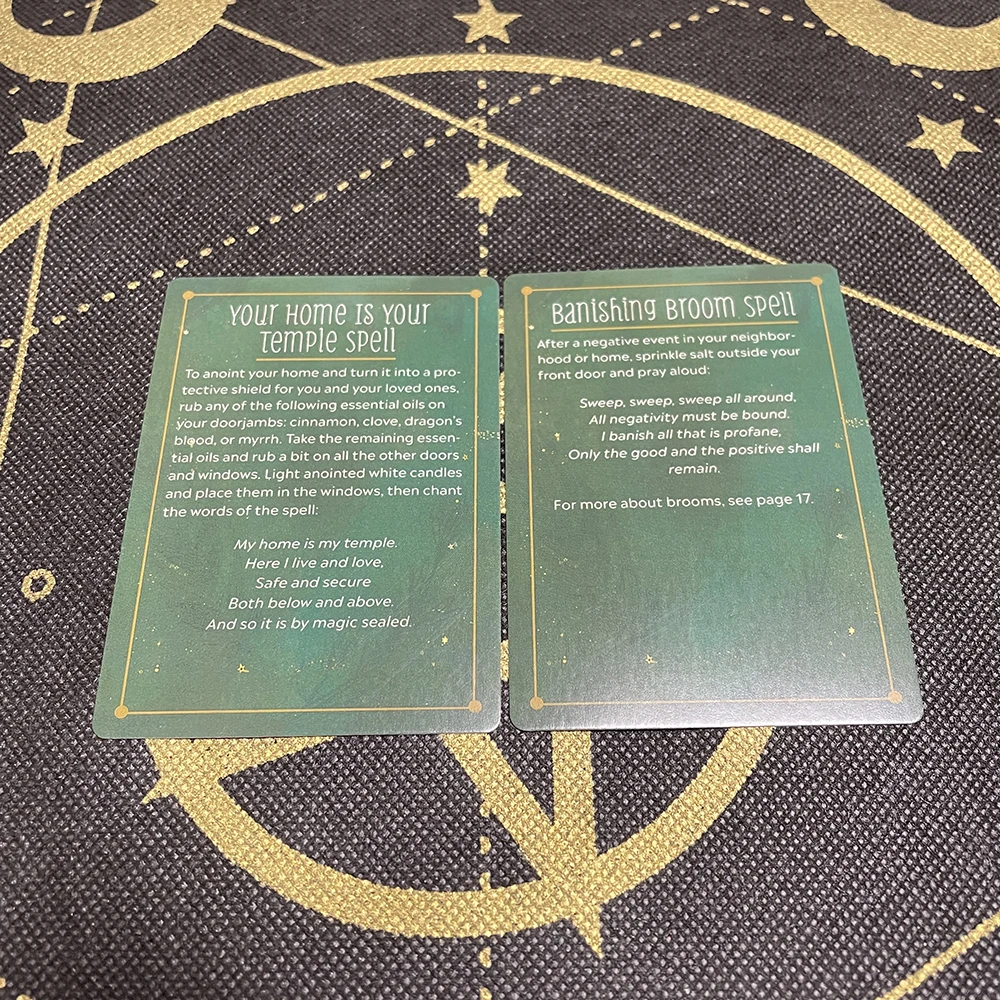 Your Home Is Your
Temple Spell
To anoint your home and turn it into a pro-
tective shield for you and your loved ones,
rub any of the following essential oils on
your doorjambs: cinnamon, clove, dragon's
blood, or myrrh. Take the remaining essen-
tial oils and rub a bit on all the other doors
and windows. Light anointed white candles
and place them in the windows, then chant
the words of the spell:
My home is my temple.
Here I live and love,
Safe and secure
Both below and above.
And so it is by magic sealed.
Banishing Broom Spell
After a negative event in your neighbor-
hood or home, sprinkle salt outside your
front door and pray aloud:
Sweep, sweep, sweep all around,
All negativity must be bound.
I banish all that is profane,
Only the good and the positive shall
remain.
For more about brooms, see page 17.